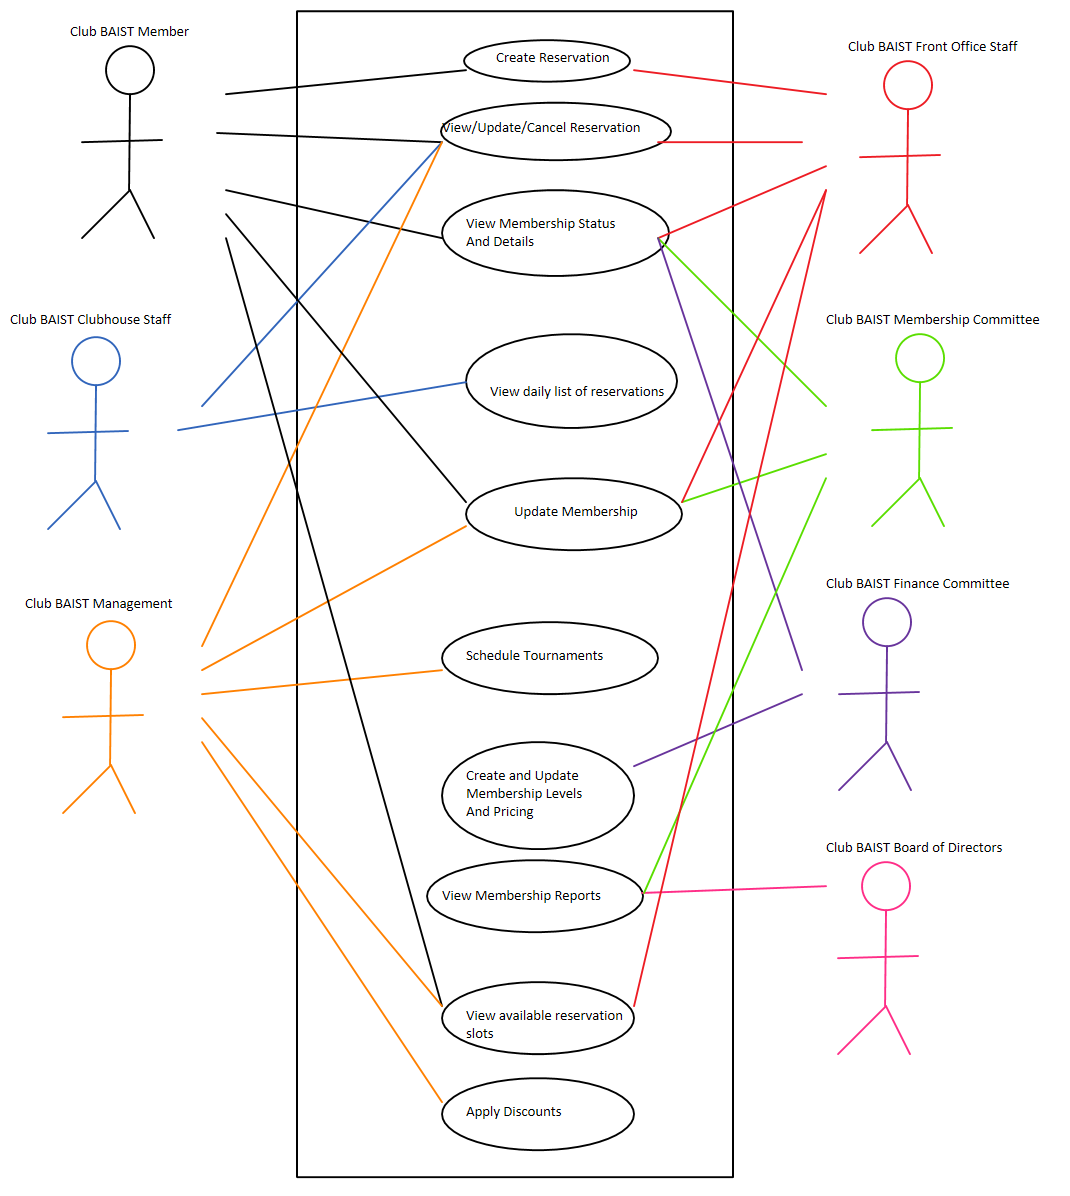 Club BAIST Member
Club BAIST Front Office Staff
Create Reservation
View/Update/Cancel Reservation
View Membership Status
And Details
Club BAIST Clubhouse Staff
Club BAIST Membership Committee
View daily list of reservations
Update Membership
Club BAIST Management
Club BAIST Finance Committee
Schedule Tournaments
Create and Update
Membership Levels
And Pricing
Club BAIST Board of Directors
View Membership Reports
View available reservation
slots
Apply Discounts